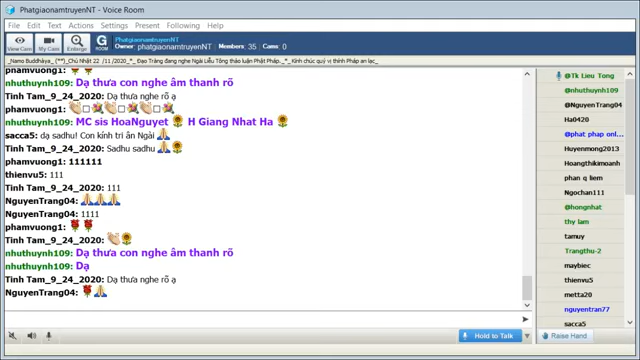 PhatgiaonamtruyenNT - Voice Room
File Edit Text Actions Settings Present Following Help
View Cam
My Cam
Enlarge
G
ROOM
PhatgiaonamtruyenNT
Owner phatgiaonamtruyenNT Members: 35 Cams: 0
_Namo Buddhàya_ (Chủ Nhật 22 /11 /2020)_*_ Đạo Tràng đang nghe Ngài Liễu Tông thảo luận Phật Pháp._*_ Kính chúc quý vị thính Pháp an lạc_
phamvuong1:
nhuthuynh109: Dạ thưa con nghe âm thanh rõ
Tinh Tam_9_24_2020: Dạ thưa nghe rõ ạ
phamvuong1: 👏🏻□💐□👏🏻□💐□👏🏻□💐
nhuthuynh109: MC sis HoaNguyet 🌻 H Giang Nhat Ha 🌻
sacca5: dạ sadhu! Con kính tri ân Ngài 🙏
Tinh Tam_9_24_2020: Sadhu sadhu 🙏🌻
phamvuong1: 111111
thienvu5: 111
Tinh Tam_9_24_2020: 111
NguyenTrang04: 🙏🙏🙏
NguyenTrang04: 1111
phamvuong1: 🌹🌹
Tinh Tam_9_24_2020: 👏🏻🌻
nhuthuynh109: Dạ thưa con nghe âm thanh rõ
nhuthuynh109: Dạ
Tinh Tam_9_24_2020: Dạ thưa nghe rõ ạ
NguyenTrang04: 🌹🙏
@Tk Lieu Tong
@nhuthuynh109
@NguyenTrang04
Ha0420
@phat phap onl...
Huyenmong2013
Hoangthikimoanh
phan q liem
Ngochan111
@hongnhat
thy lam
tamuy
Trangthu-2
maybiec
thienvu5
metta20
nguyentran77
sacca5
Hold to Talk
Raise Hand